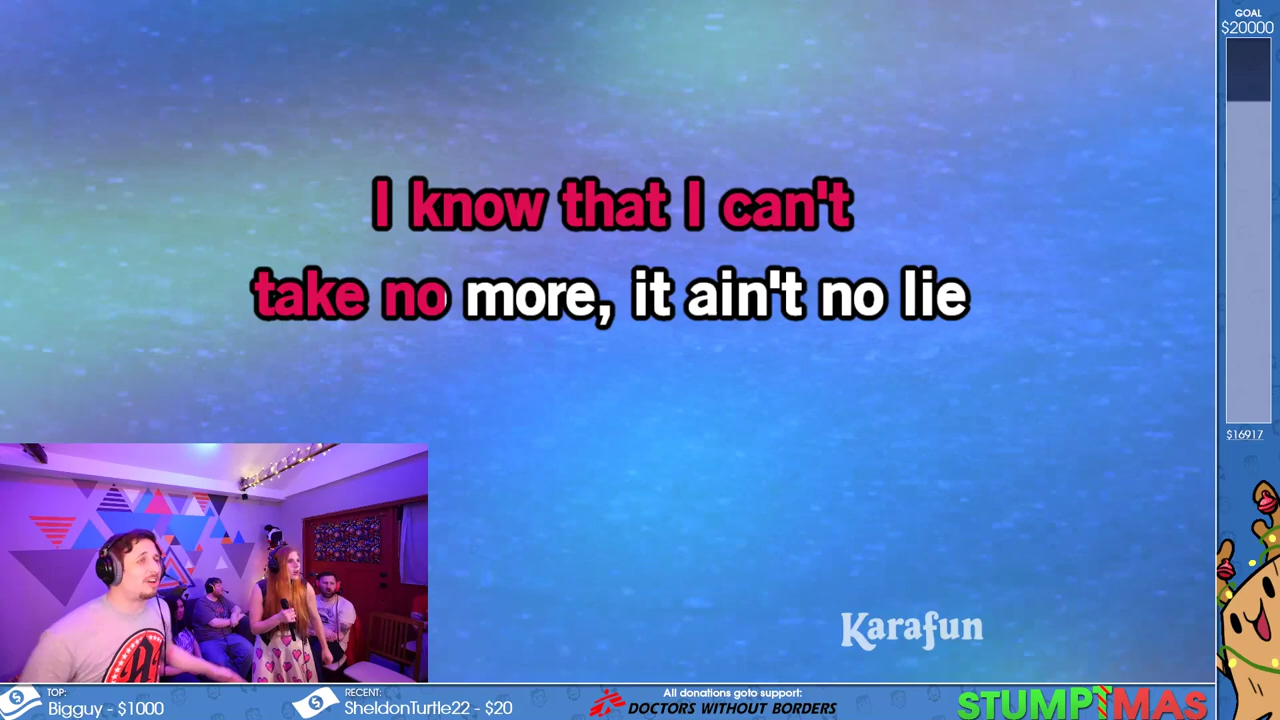 GOAL
$20000
I know that I can't
take no more, it ain't no lie
$16917
Karafun
TOP:
Bigguy - $1000
RECENT:
SheldonTurtle22 - $20
All donations goto support:
DOCTORS WITHOUT BORDERS
STUMPTMAS